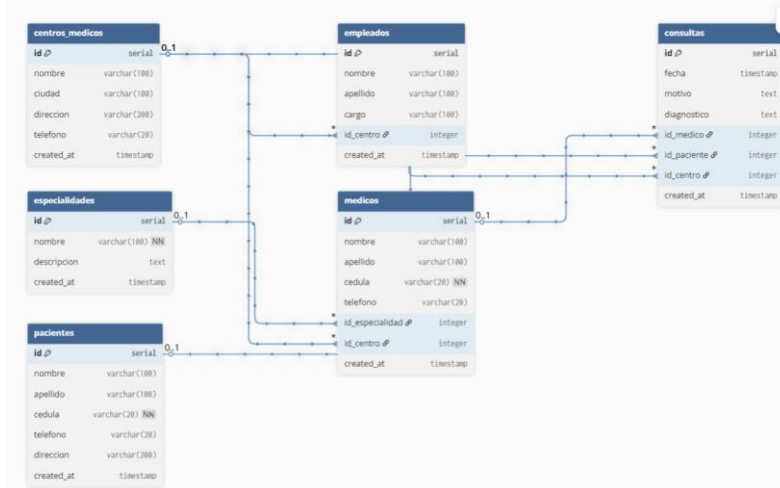 centros_medicos
id serial 0..1
nombre varchar(100)
ciudad varchar(100)
direccion varchar(200)
telefono varchar(20)
created_at timestamp
especialidades
id serial 0..1
nombre varchar(100) NN
descripcion text
created_at timestamp
pacientes
id serial 0..1
nombre varchar(100)
apellido varchar(100)
cedula varchar(20) NN
telefono varchar(20)
direccion varchar(200)
created_at timestamp
empleados
id serial
nombre varchar(100)
apellido varchar(100)
cargo varchar(100)
* id_centro integer
created_at timestamp
medicos
id serial 0..1
nombre varchar(100)
apellido varchar(100)
cedula varchar(20) NN
telefono varchar(20)
* id_especialidad integer
* id_centro integer
created_at timestamp
consultas
id serial
fecha timestamp
motivo text
diagnostico text
* id_medico integer
* id_paciente integer
* id_centro integer
created_at timestamp